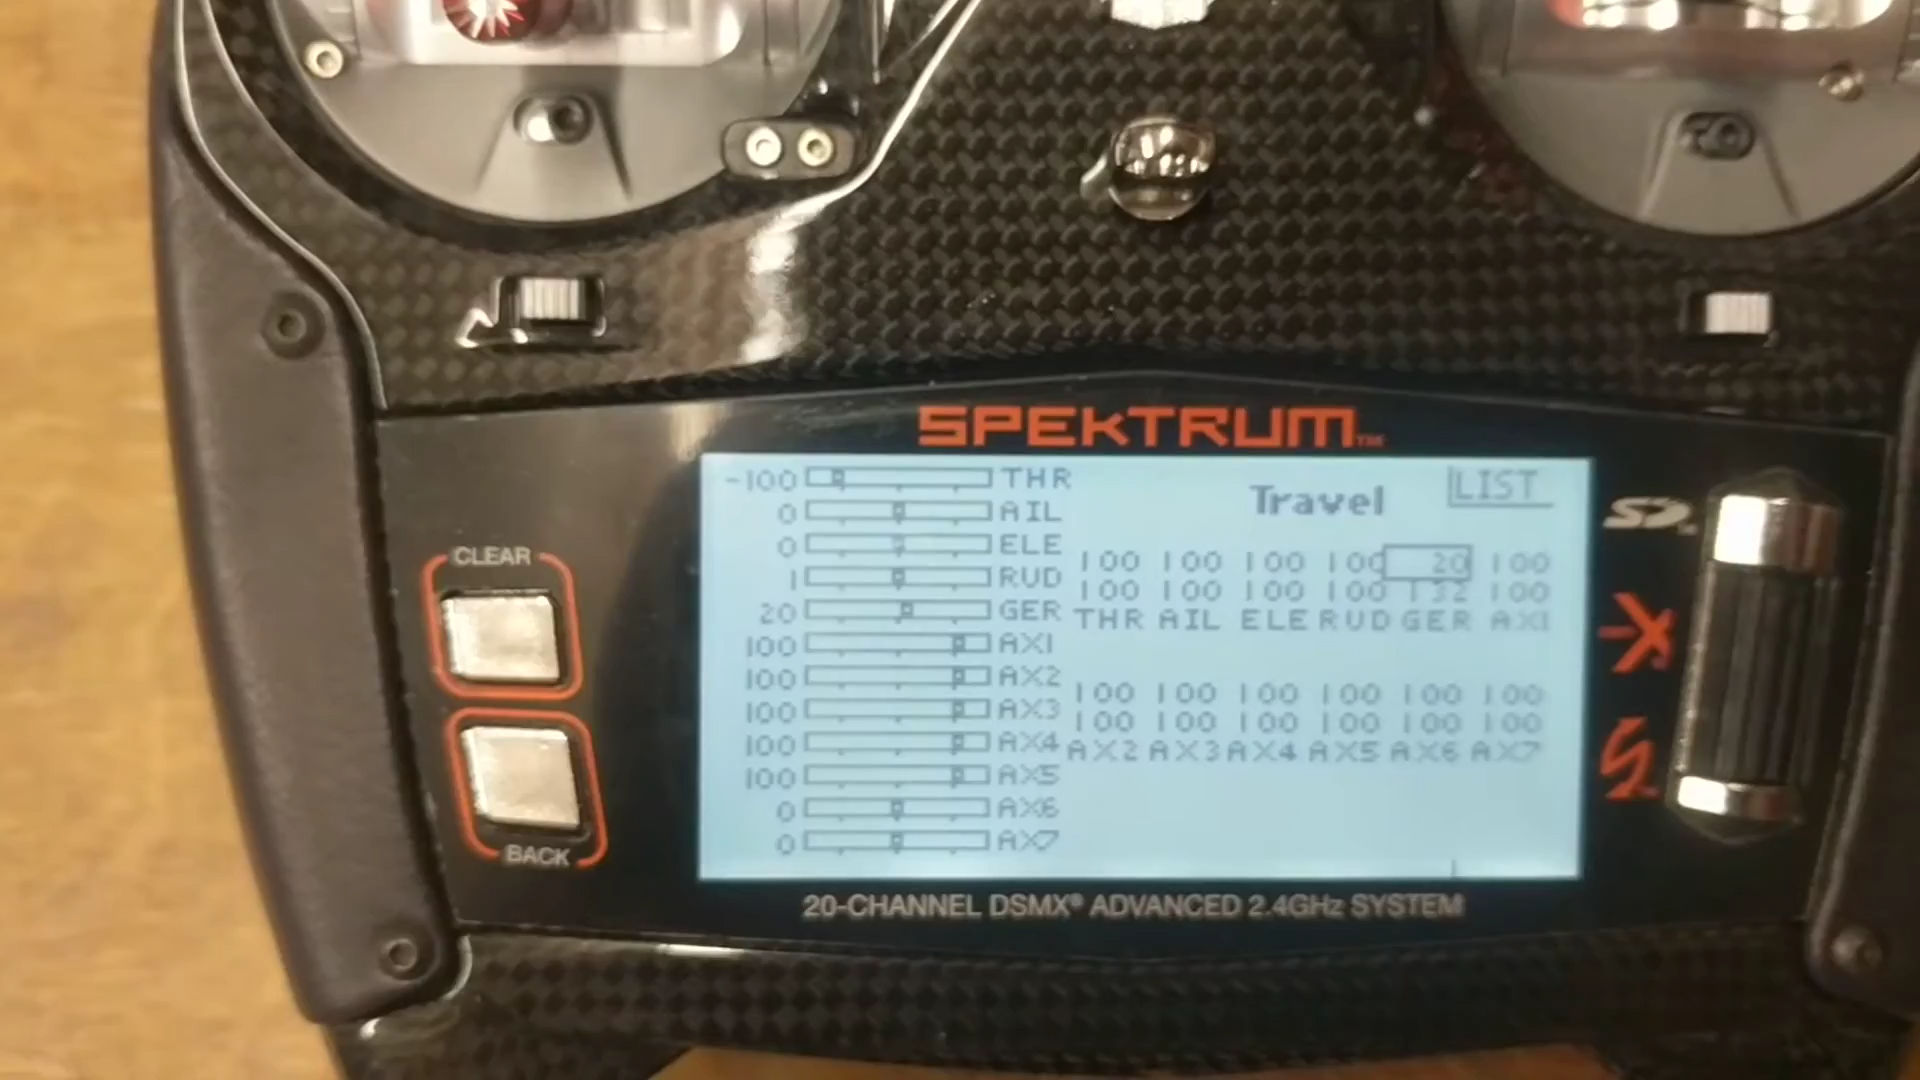 SPEKTRUM™
-100 THR
0 AIL
0 ELE
1 RUD
20 GER
100 AX1
100 AX2
100 AX3
100 AX4
100 AX5
0 AX6
0 AX7
Travel
LIST
100 100 100 100 20 100
100 100 100 100 132 100
THR AIL ELE RUD GER AX1
100 100 100 100 100 100
100 100 100 100 100 100
AX2 AX3 AX4 AX5 AX6 AX7
CLEAR
BACK
SD
20-CHANNEL DSMX® ADVANCED 2.4GHz SYSTEM